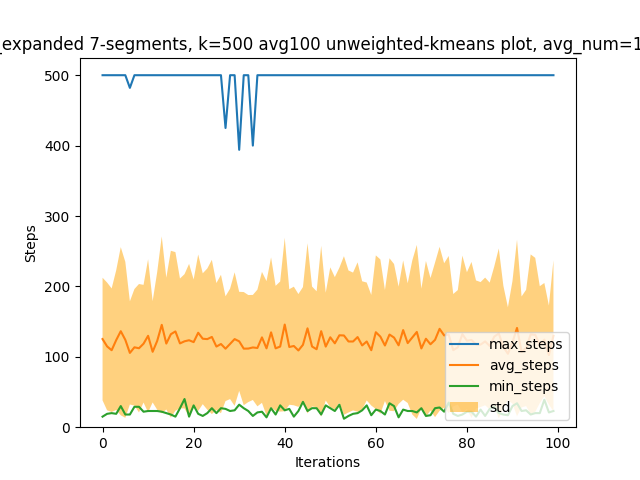 _expanded 7-segments, k=500 avg100 unweighted-kmeans plot, avg_num=1
500
400
300
200
100
0
Steps
0 20 40 60 80 100
Iterations
max_steps
avg_steps
min_steps
std